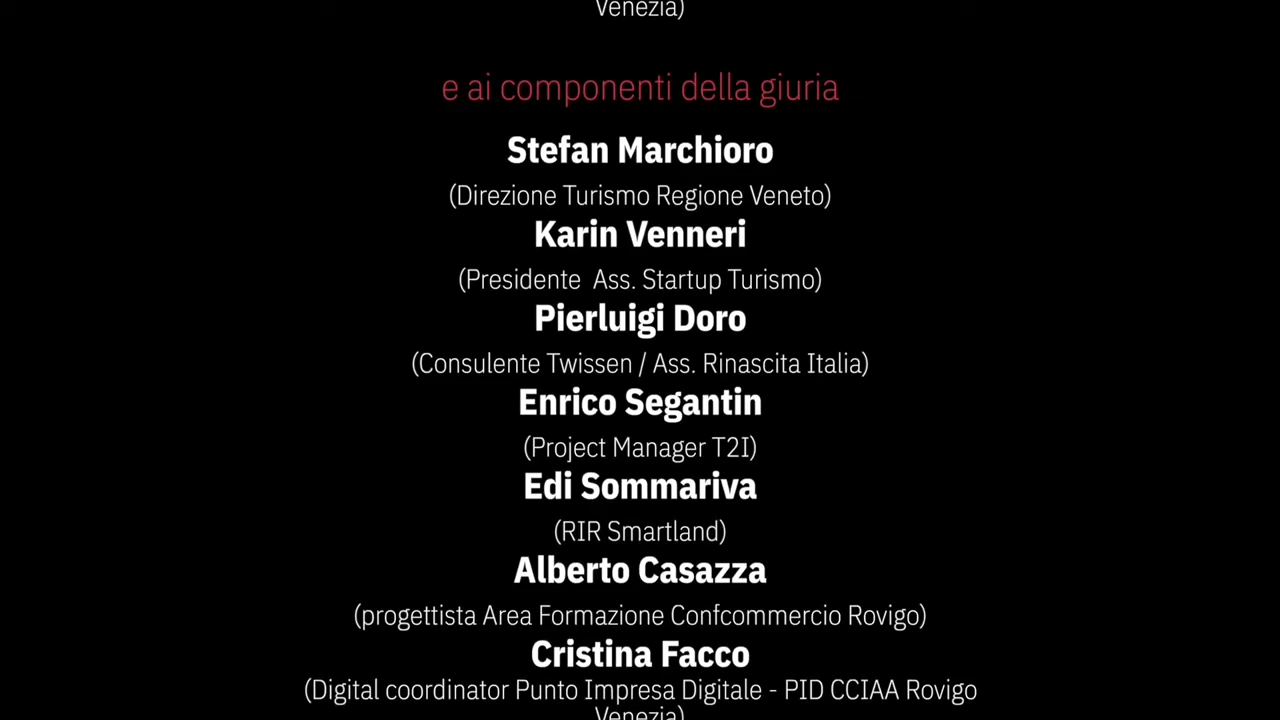 Venezia)
e ai componenti della giuria
Stefan Marchioro
(Direzione Turismo Regione Veneto)
Karin Venneri
(Presidente Ass. Startup Turismo)
Pierluigi Doro
(Consulente Twissen / Ass. Rinascita Italia)
Enrico Segantin
(Project Manager T2I)
Edi Sommariva
(RIR Smartland)
Alberto Casazza
(progettista Area Formazione Confcommercio Rovigo)
Cristina Facco
(Digital coordinator Punto Impresa Digitale - PID CCIAA Rovigo
Venezia)